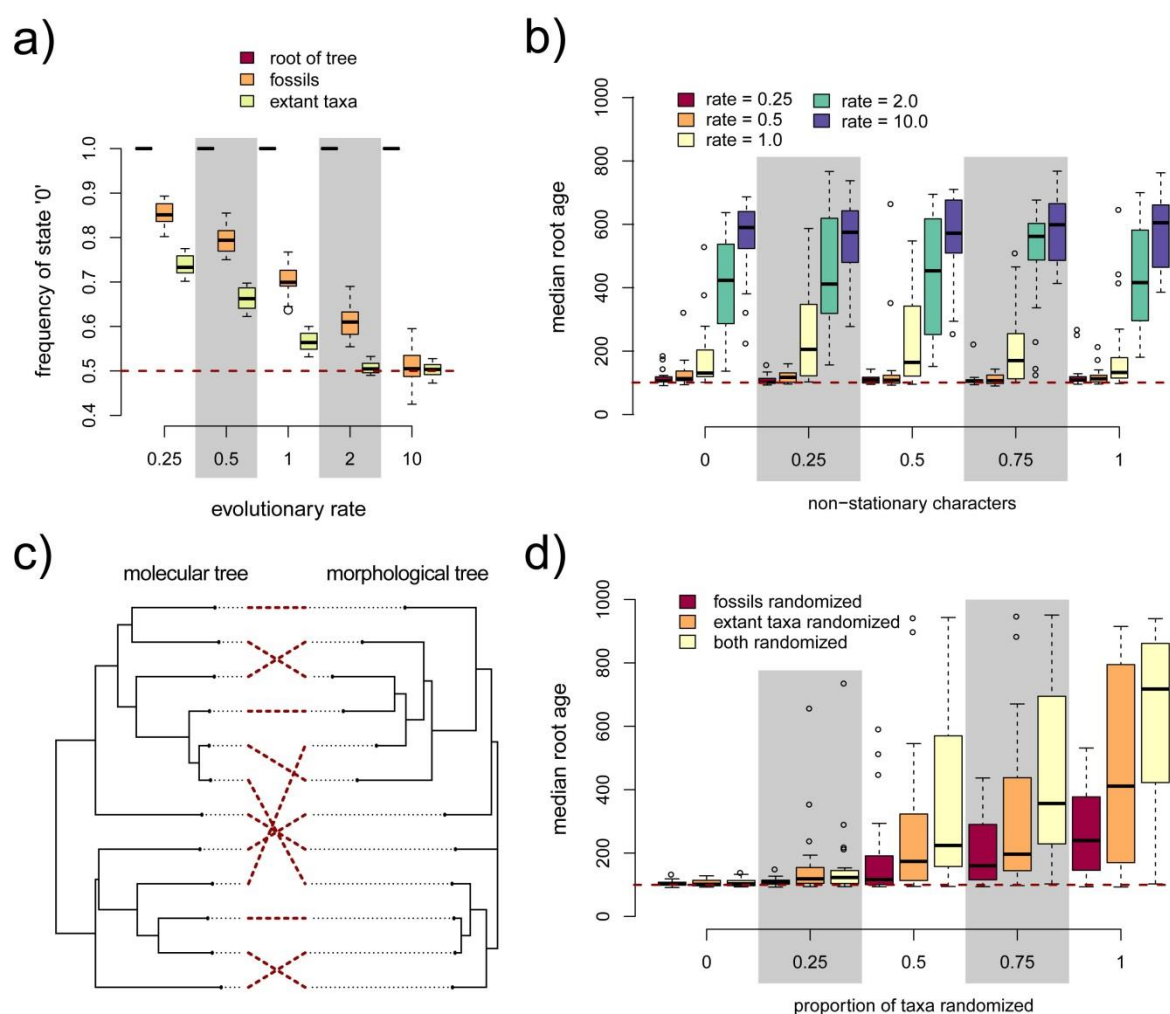 a)
root of tree
fossils
extant taxa
frequency of state '0'
1.0
0.9
0.8
0.7
0.6
0.5
0.4
0.25 0.5 1 2 10
evolutionary rate
b)
rate = 0.25 rate = 2.0
rate = 0.5 rate = 10.0
rate = 1.0
median root age
1000
800
600
400
200
0
0 0.25 0.5 0.75 1
non−stationary characters
c)
molecular tree morphological tree
d)
fossils randomized
extant taxa randomized
both randomized
median root age
1000
800
600
400
200
0
0 0.25 0.5 0.75 1
proportion of taxa randomized